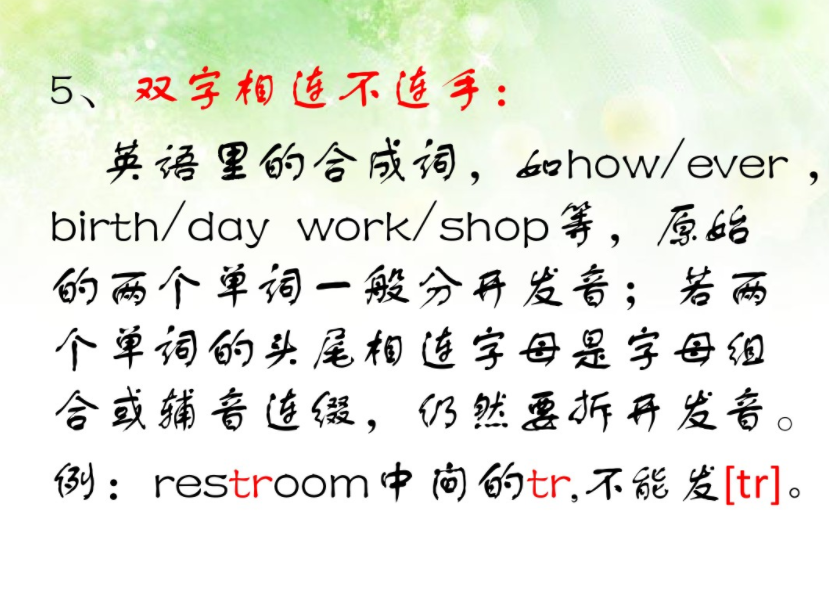 5、双字相连不连手：
英语里的合成词，如how/ever，
birth/day work/shop等，原始
的两个单词一般分开发音；若两
个单词的头尾相连字母是字母组
合或辅音连缀，仍然要拆开发音。
例：restroom中间的tr,不能发[tr]。